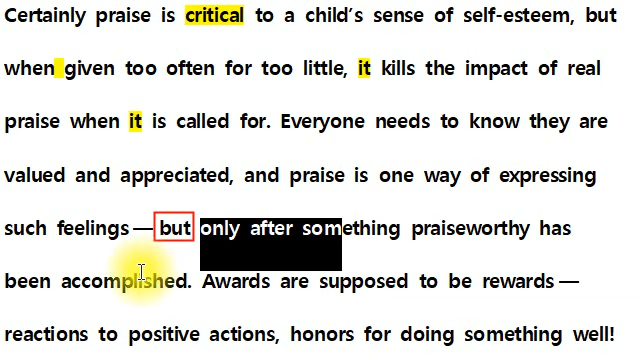 Certainly praise is critical to a child's sense of self-esteem, but
when given too often for too little, it kills the impact of real
praise when it is called for. Everyone needs to know they are
valued and appreciated, and praise is one way of expressing
such feelings — but only after something praiseworthy has
been accomplished. Awards are supposed to be rewards —
reactions to positive actions, honors for doing something well!